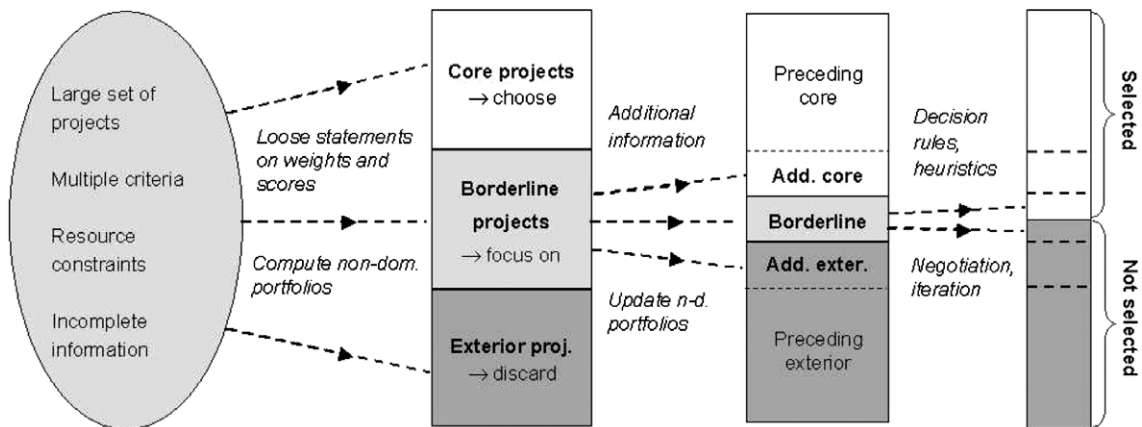 Large set of
projects
Multiple criteria
Resource
constraints
Incomplete
information
Loose statements
on weights and
scores
Compute non-dom.
portfolios
Core projects
→ choose
Borderline
projects
→ focus on
Exterior proj.
→ discard
Additional
information
Update n-d.
portfolios
Preceding
core
Add. core
Borderline
Add. exter.
Preceding
exterior
Decision
rules,
heuristics
Negotiation,
iteration
Selected
Not selected